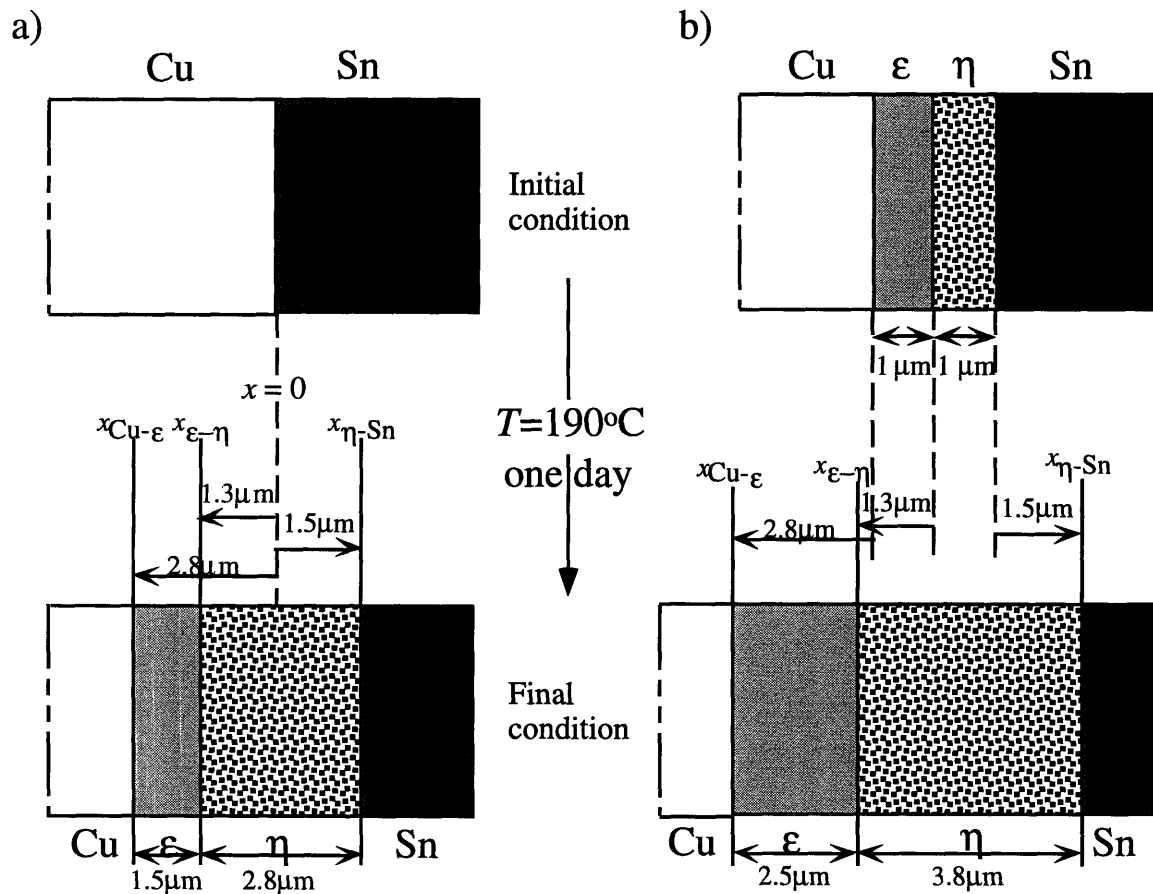 a)
Cu Sn
x = 0
xCu-ε xε–η xη-Sn
1.3μm
1.5μm
2.8μm
Cu ε η Sn
1.5μm 2.8μm
Initial
condition
T=190ºC
one day
Final
condition
b)
Cu ε η Sn
1 μm 1 μm
xCu-ε xε–η xη-Sn
1.3μm 1.5μm
2.8μm
Cu ε η Sn
2.5μm 3.8μm